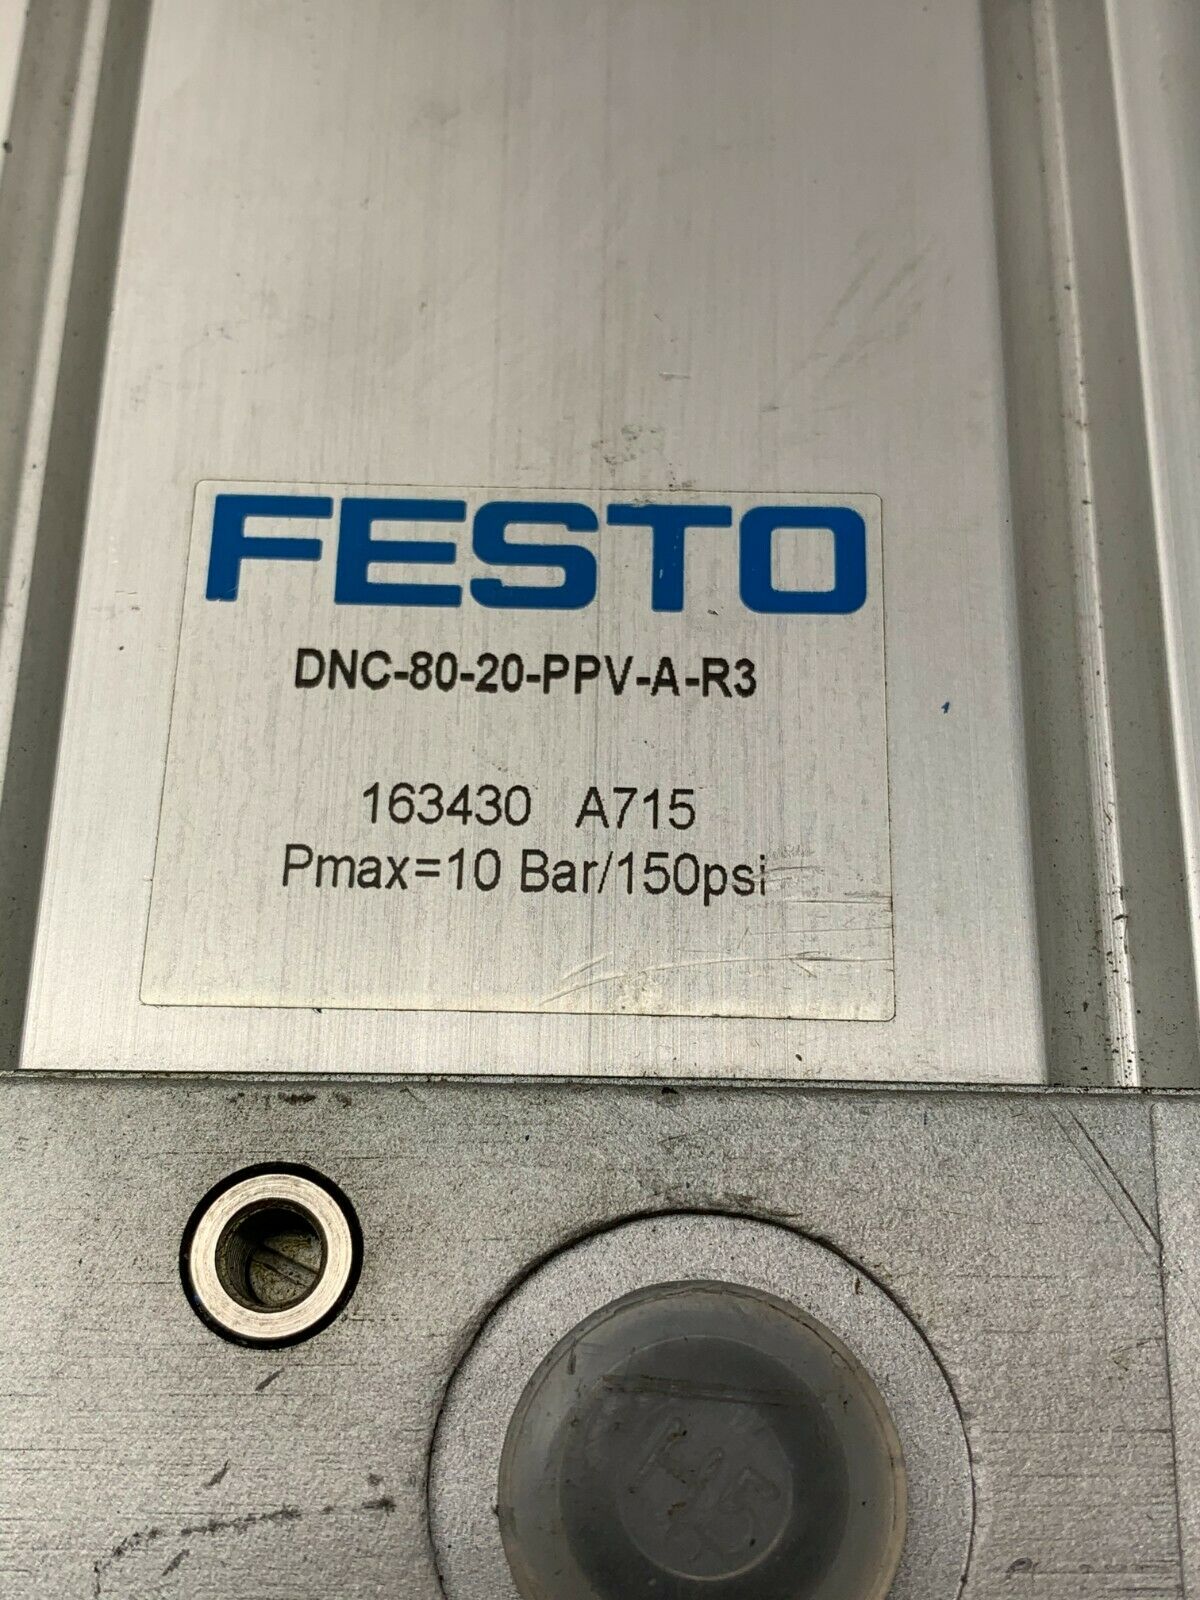 FESTO
DNC-80-20-PPV-A-R3
163430 A715
Pmax=10 Bar/150psi